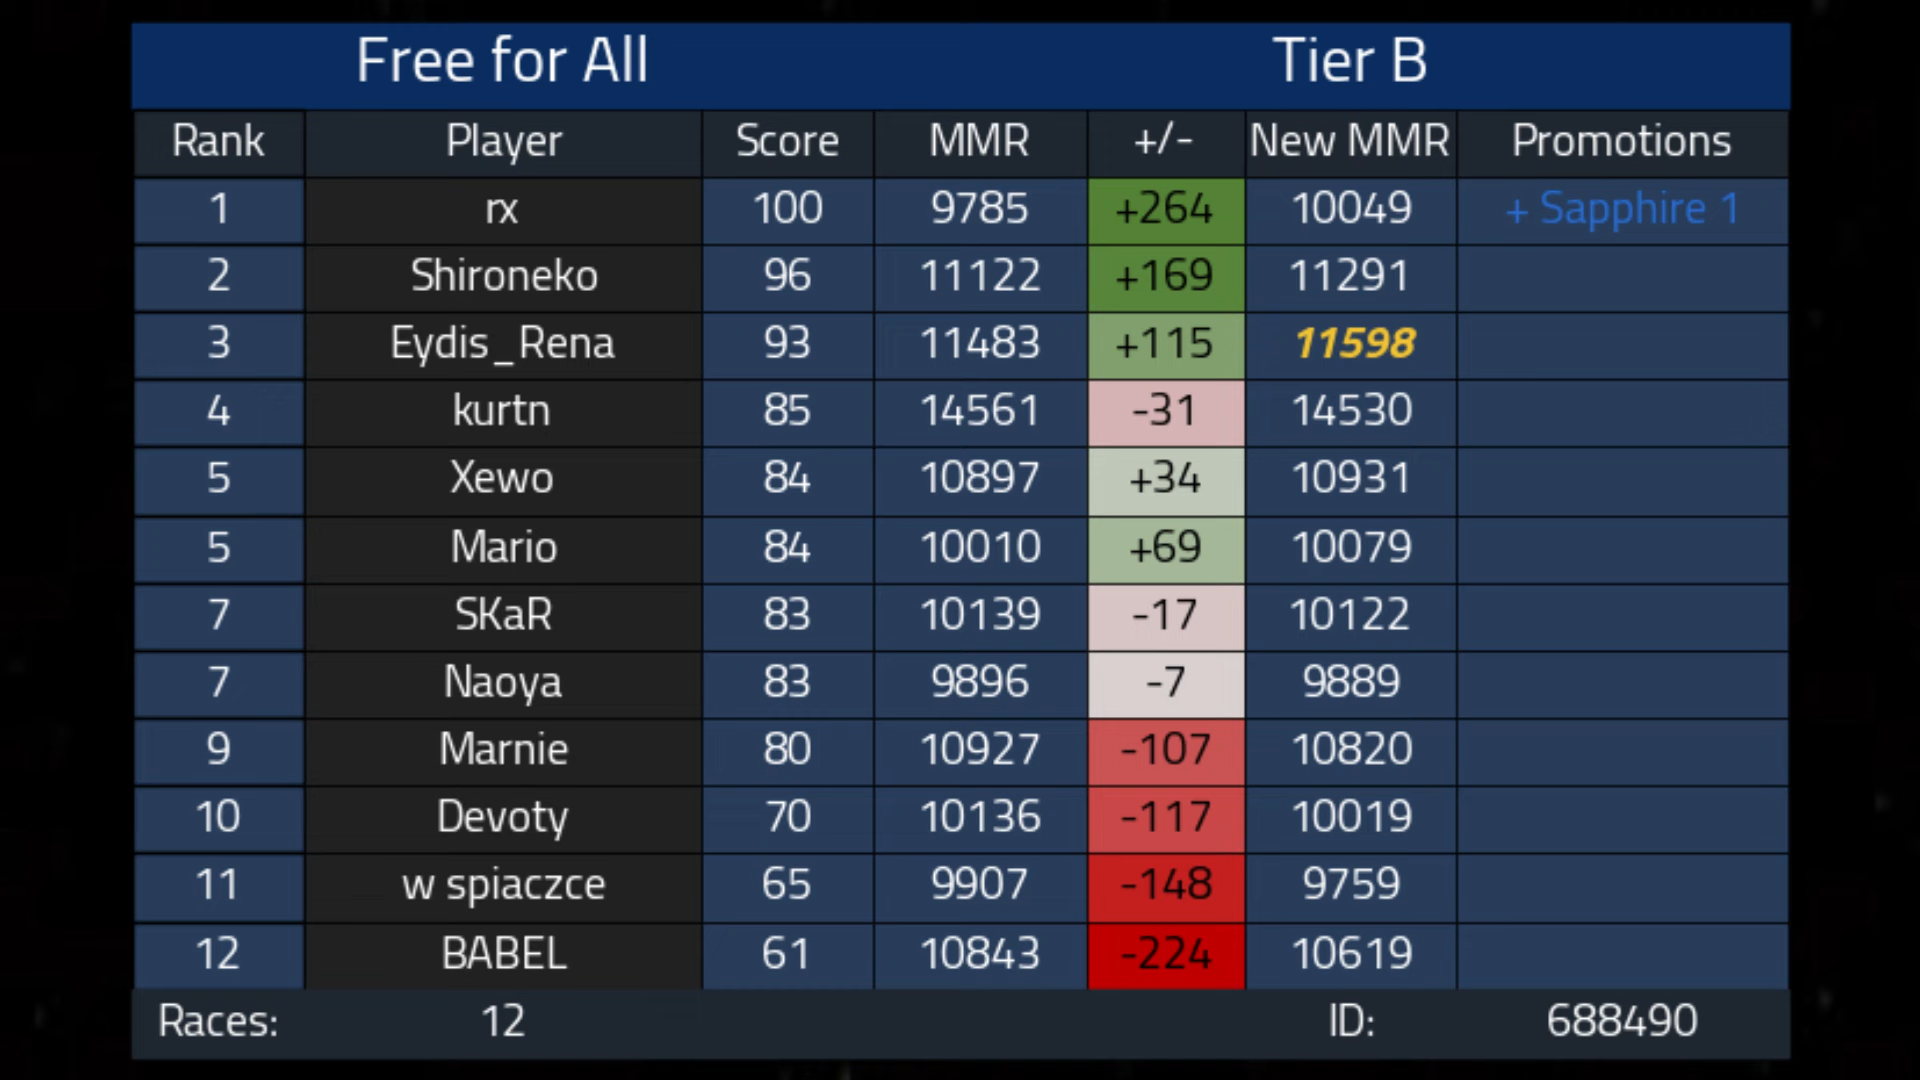 Free for All Tier B
Rank Player Score MMR +/- New MMR Promotions
1 rx 100 9785 +264 10049 + Sapphire 1
2 Shironeko 96 11122 +169 11291
3 Eydis_Rena 93 11483 +115 11598
4 kurtn 85 14561 -31 14530
5 Xewo 84 10897 +34 10931
5 Mario 84 10010 +69 10079
7 SKaR 83 10139 -17 10122
7 Naoya 83 9896 -7 9889
9 Marnie 80 10927 -107 10820
10 Devoty 70 10136 -117 10019
11 w spiaczce 65 9907 -148 9759
12 BABEL 61 10843 -224 10619
Races: 12 ID: 688490